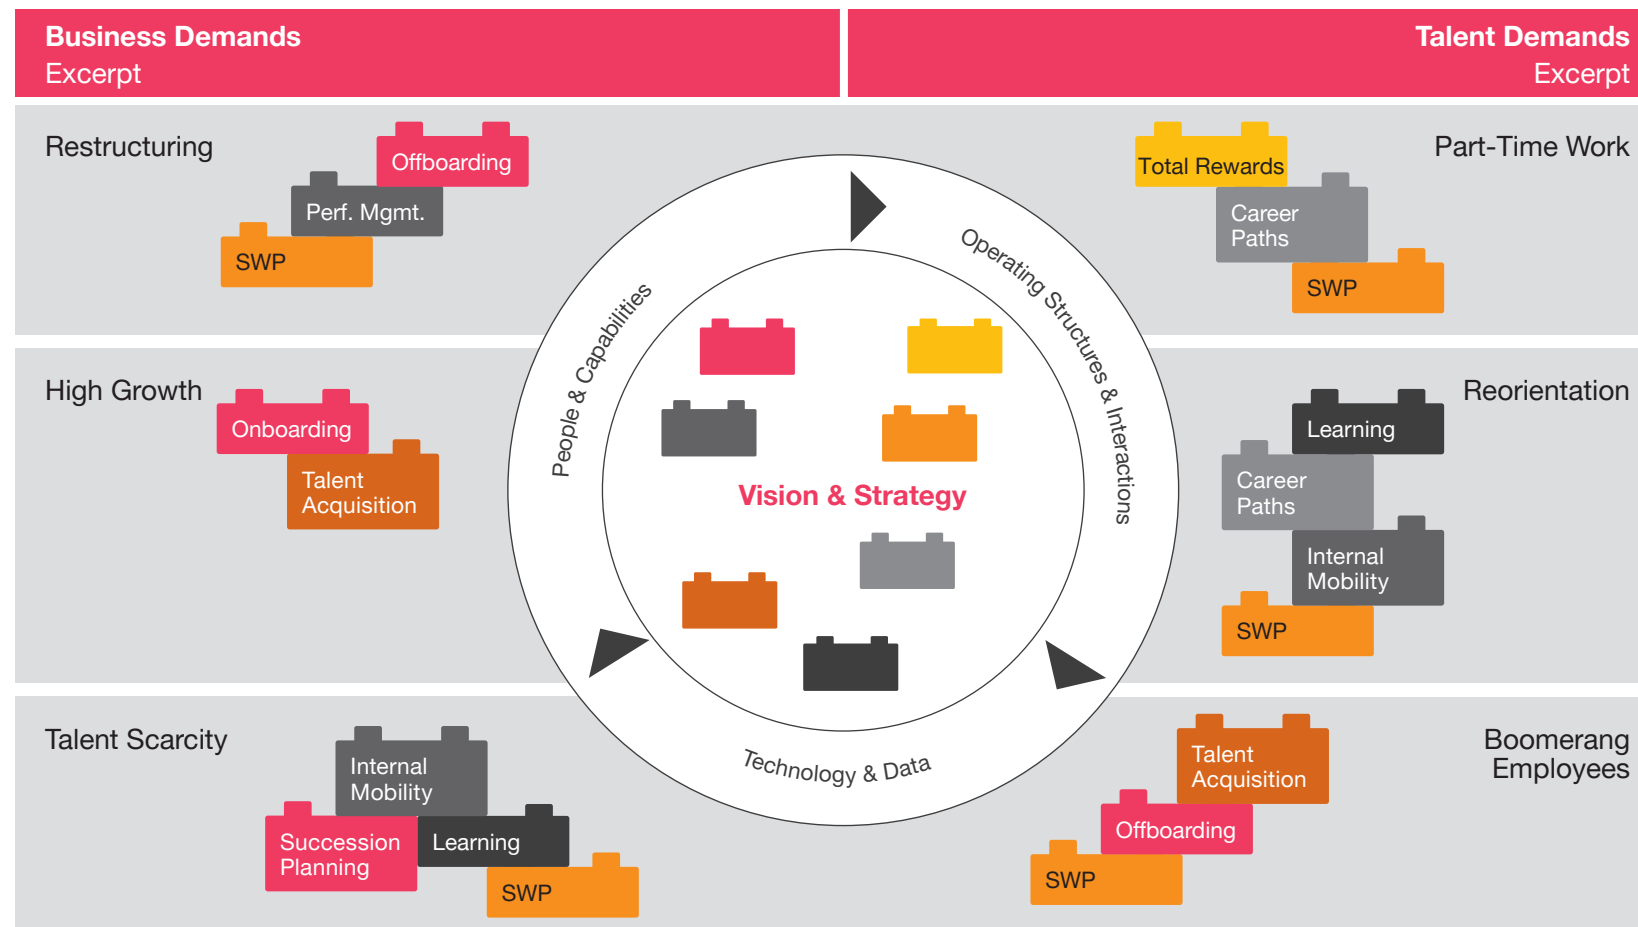 Business Demands
Excerpt
Talent Demands
Excerpt
Restructuring
Offboarding
Perf. Mgmt.
SWP
Part-Time Work
Total Rewards
Career
Paths
SWP
High Growth
Onboarding
Talent
Acquisition
Reorientation
Learning
Career
Paths
Internal
Mobility
SWP
Talent Scarcity
Internal
Mobility
Succession
Planning
Learning
SWP
Boomerang
Employees
Talent
Acquisition
Offboarding
SWP
People & Capabilities
Operating Structures & Interactions
Technology & Data
Vision & Strategy